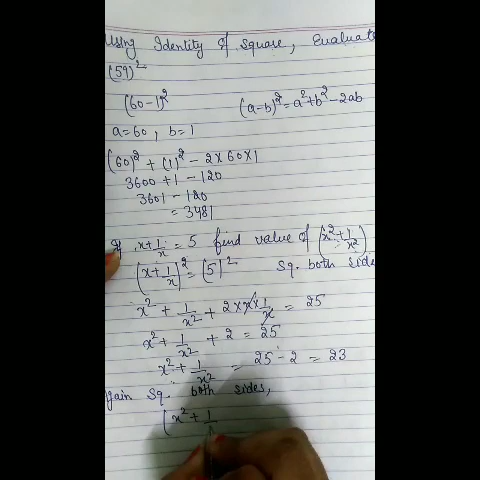 Using Identity of Square, Evaluate
(59)²
(60-1)² (a-b)² = a²+b²-2ab
a=60, b=1
(60)² + (1)² - 2×60×1
3600 + 1 - 120
3601 - 120
= 3481
If x+1/x = 5 find value of (x²+1/x²)
(x+1/x)² = (5)² Sq. both sides
x² + 1/x² + 2×x×1/x = 25
x² + 1/x² + 2 = 25
x² + 1/x² = 25-2 = 23
gain Sq. both sides,
(x² + 1